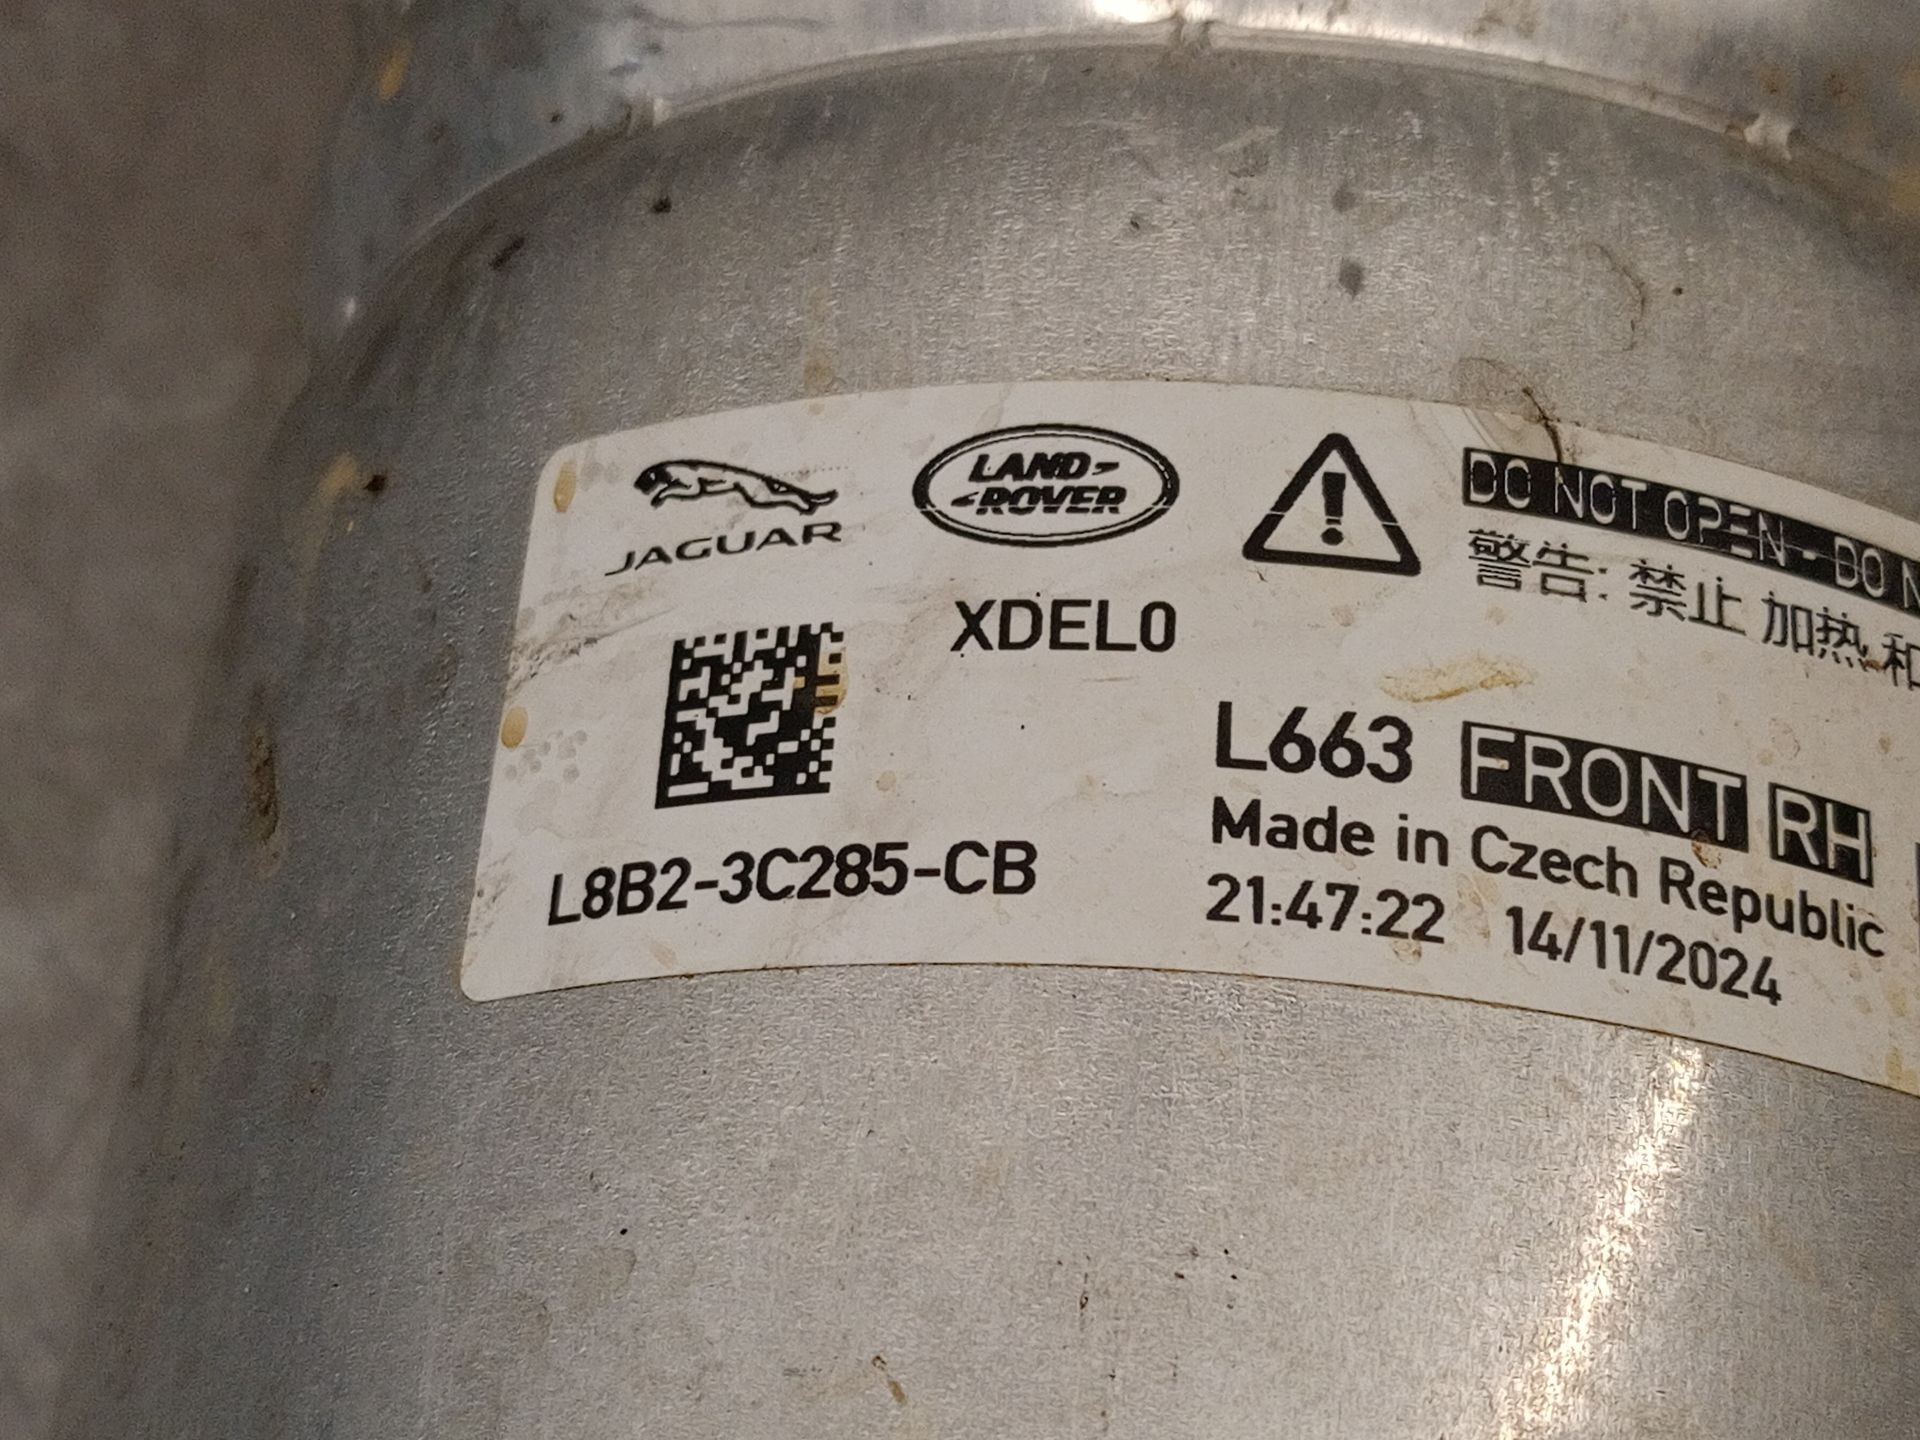 JAGUAR
LAND
ROVER
DO NOT OPEN - DO
警告: 禁止 加热 和
XDEL0
L663 FRONT RH
Made in Czech Republic
21:47:22 14/11/2024
L8B2-3C285-CB